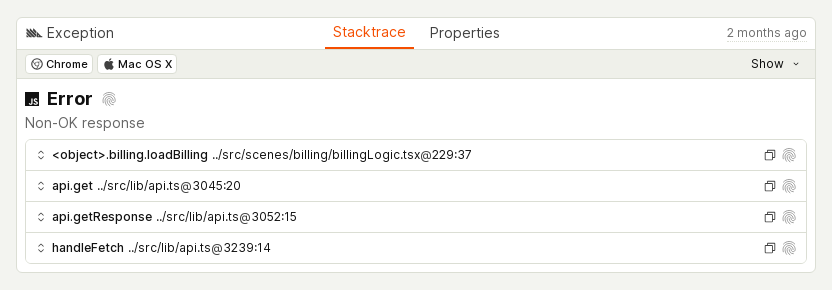 Exception Stacktrace Properties 2 months ago
Chrome Mac OS X Show
JS Error
Non-OK response
<object>.billing.loadBilling ../src/scenes/billing/billingLogic.tsx@229:37
api.get ../src/lib/api.ts@3045:20
api.getResponse ../src/lib/api.ts@3052:15
handleFetch ../src/lib/api.ts@3239:14